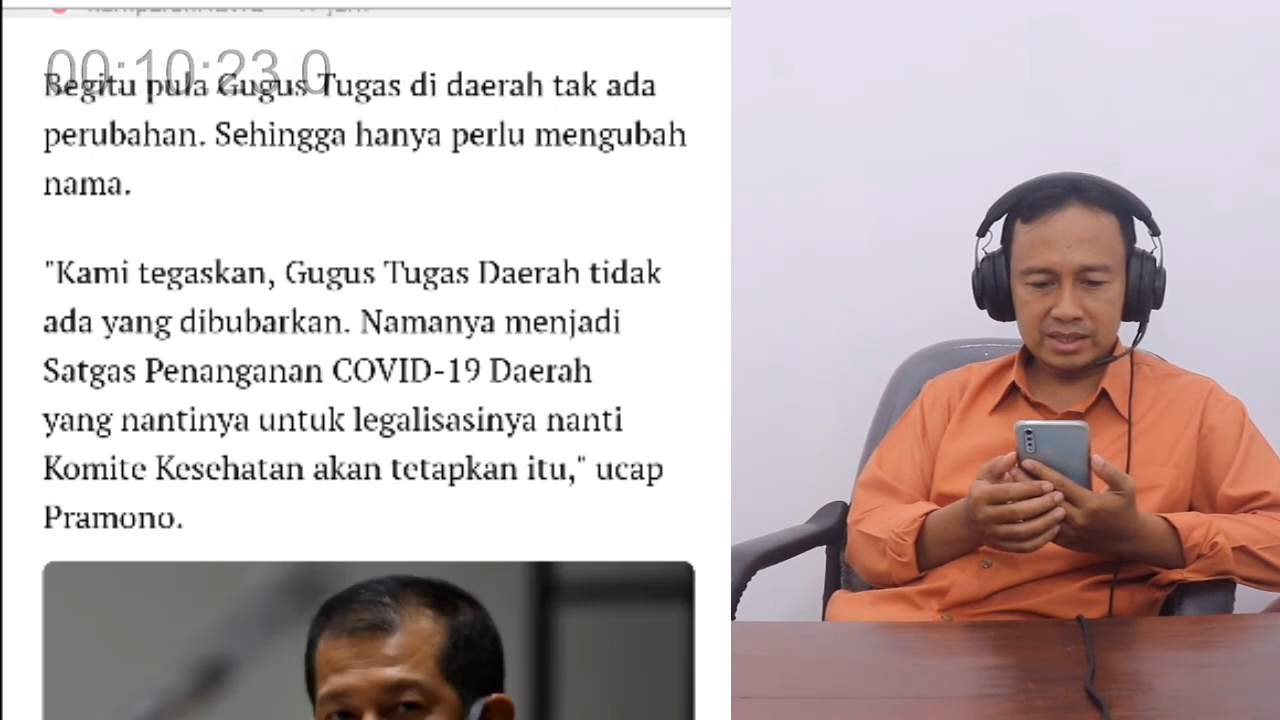 00:10:23.0
Begitu pula Gugus Tugas di daerah tak ada
perubahan. Sehingga hanya perlu mengubah
nama.
"Kami tegaskan, Gugus Tugas Daerah tidak
ada yang dibubarkan. Namanya menjadi
Satgas Penanganan COVID-19 Daerah
yang nantinya untuk legalisasinya nanti
Komite Kesehatan akan tetapkan itu," ucap
Pramono.